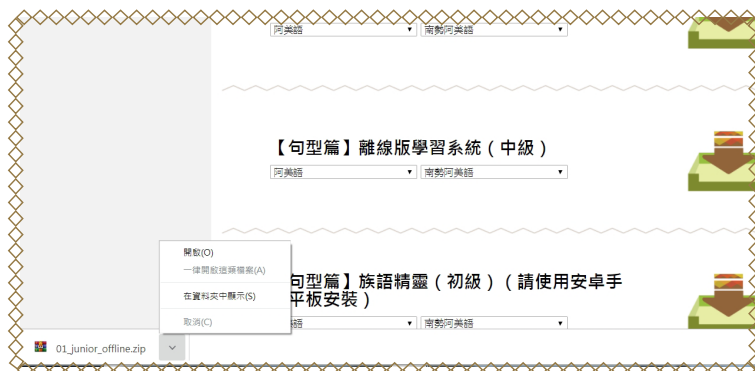 阿美語 南勢阿美語
【句型篇】離線版學習系統（中級）
阿美語 南勢阿美語
開啟(O)
一律開啟這類檔案(A)
在資料夾中顯示(S)
取消(C)
句型篇】族語精靈（初級）（請使用安卓手
平板安裝）
南勢阿美語
01_junior_offline.zip